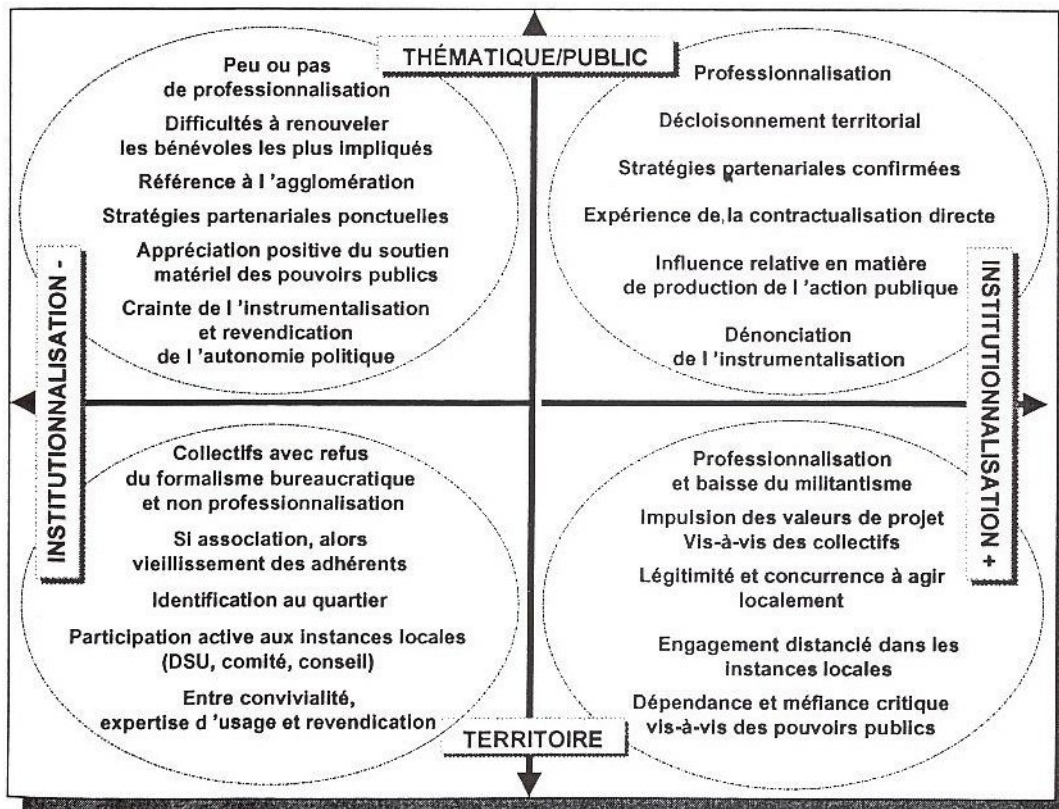 THÉMATIQUE/PUBLIC
Peu ou pas
de professionnalisation
Difficultés à renouveler
les bénévoles les plus impliqués
Référence à l 'agglomération
Stratégies partenariales ponctuelles
Appréciation positive du soutien
matériel des pouvoirs publics
Crainte de l 'instrumentalisation
et revendication
de l 'autonomie politique
Professionnalisation
Décloisonnement territorial
Stratégies partenariales confirmées
Expérience de la contractualisation directe
Influence relative en matière
de production de l 'action publique
Dénonciation
de l 'instrumentalisation
INSTITUTIONNALISATION -
INSTITUTIONNALISATION +
Collectifs avec refus
du formalisme bureaucratique
et non professionnalisation
Si association, alors
vieillissement des adhérents
Identification au quartier
Participation active aux instances locales
(DSU, comité, conseil)
Entre convivialité,
expertise d 'usage et revendication
Professionnalisation
et baisse du militantisme
Impulsion des valeurs de projet
Vis-à-vis des collectifs
Légitimité et concurrence à agir
localement
Engagement distancié dans les
instances locales
Dépendance et méfiance critique
vis-à-vis des pouvoirs publics
TERRITOIRE